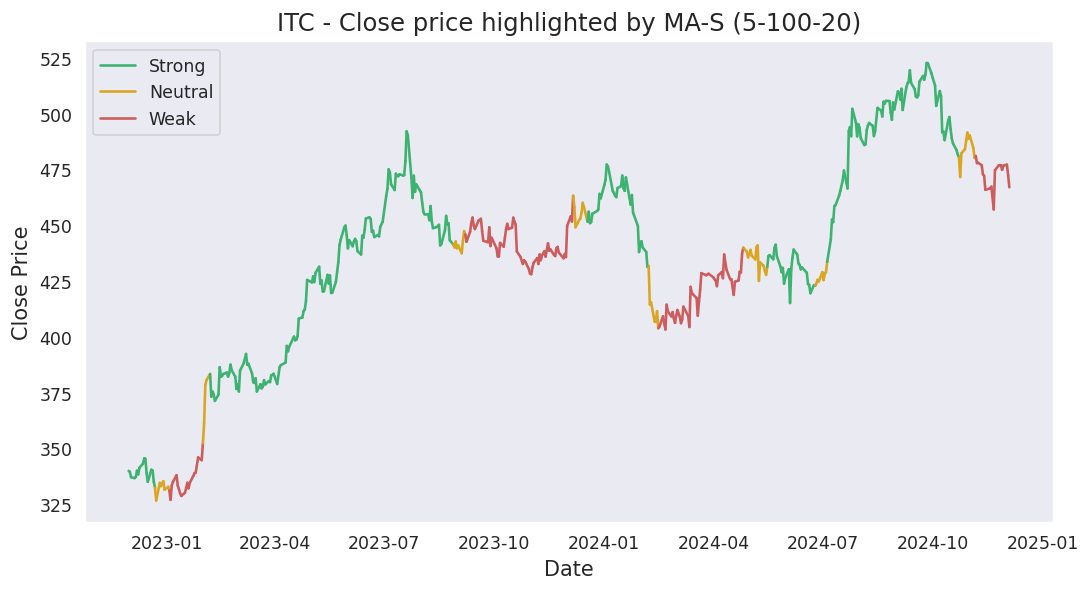 ITC - Close price highlighted by MA-S (5-100-20)
Strong
Neutral
Weak
Close Price
525
500
475
450
425
400
375
350
325
2023-01 2023-04 2023-07 2023-10 2024-01 2024-04 2024-07 2024-10 2025-01
Date